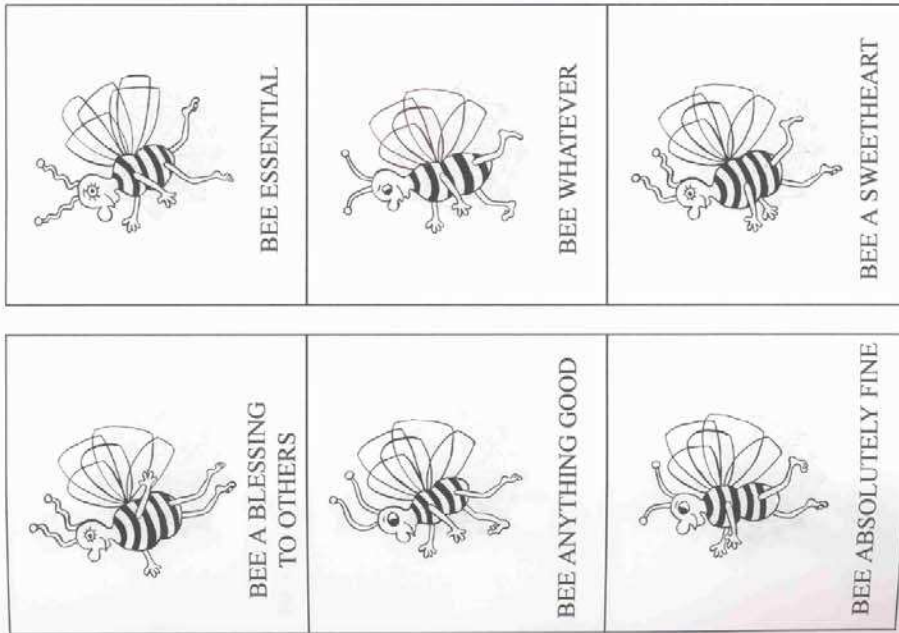 BEE A BLESSING
TO OTHERS
BEE ESSENTIAL
BEE ANYTHING GOOD
BEE WHATEVER
BEE ABSOLUTELY FINE
BEE A SWEETHEART